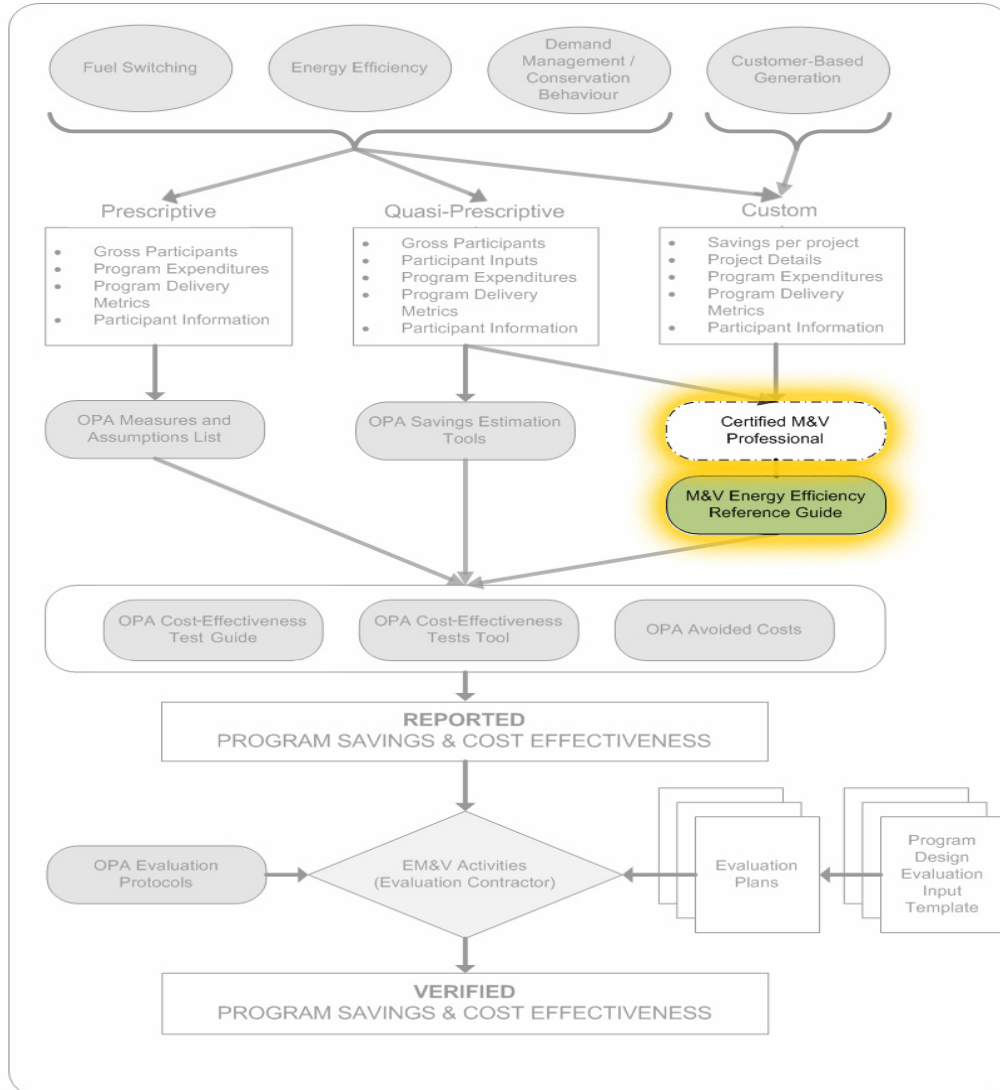 Fuel Switching
Energy Efficiency
Demand
Management /
Conservation
Behaviour
Customer-Based
Generation
Prescriptive
• Gross Participants
• Program Expenditures
• Program Delivery
Metrics
• Participant Information
Quasi-Prescriptive
• Gross Participants
• Participant Inputs
• Program Expenditures
• Program Delivery
Metrics
• Participant Information
Custom
• Savings per project
• Project Details
• Program Expenditures
• Program Delivery
Metrics
• Participant Information
OPA Measures and
Assumptions List
OPA Savings Estimation
Tools
Certified M&V
Professional
M&V Energy Efficiency
Reference Guide
OPA Cost-Effectiveness
Test Guide
OPA Cost-Effectiveness
Tests Tool
OPA Avoided Costs
REPORTED
PROGRAM SAVINGS & COST EFFECTIVENESS
OPA Evaluation
Protocols
EM&V Activities
(Evaluation Contractor)
Evaluation
Plans
Program
Design
Evaluation
Input
Template
VERIFIED
PROGRAM SAVINGS & COST EFFECTIVENESS